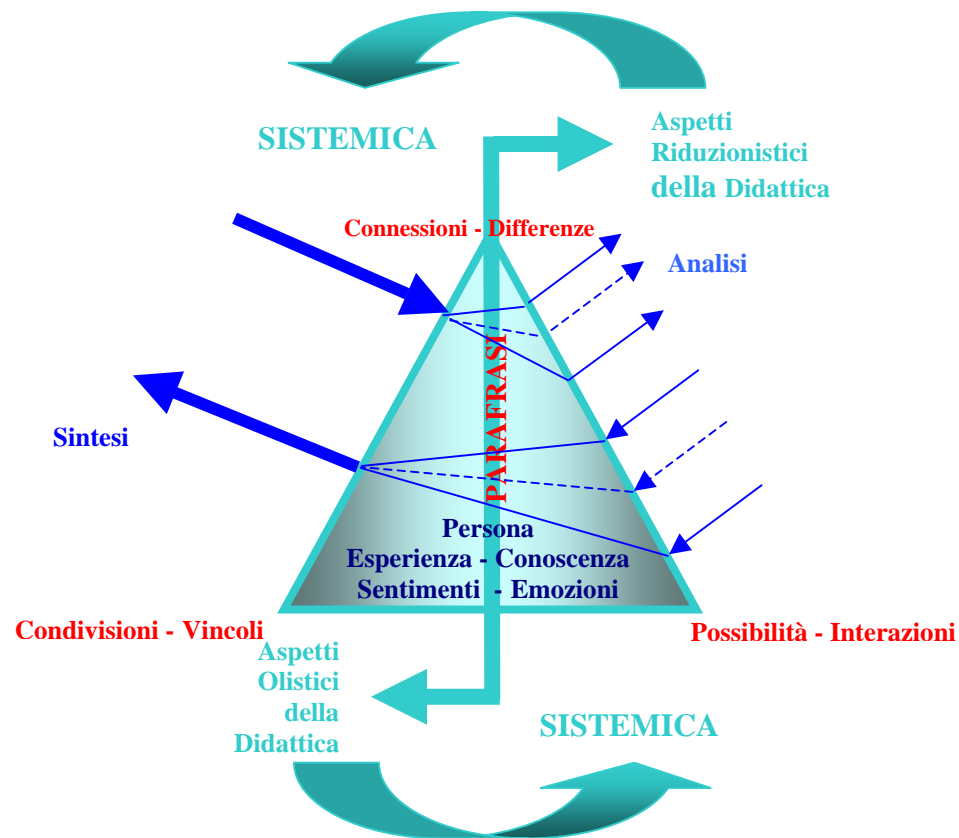 SISTEMICA
Aspetti
Riduzionistici
della Didattica
Connessioni - Differenze
Analisi
PARAFRASI
Sintesi
Persona
Esperienza - Conoscenza
Sentimenti - Emozioni
Condivisioni - Vincoli
Possibilità - Interazioni
Aspetti
Olistici
della
Didattica
SISTEMICA